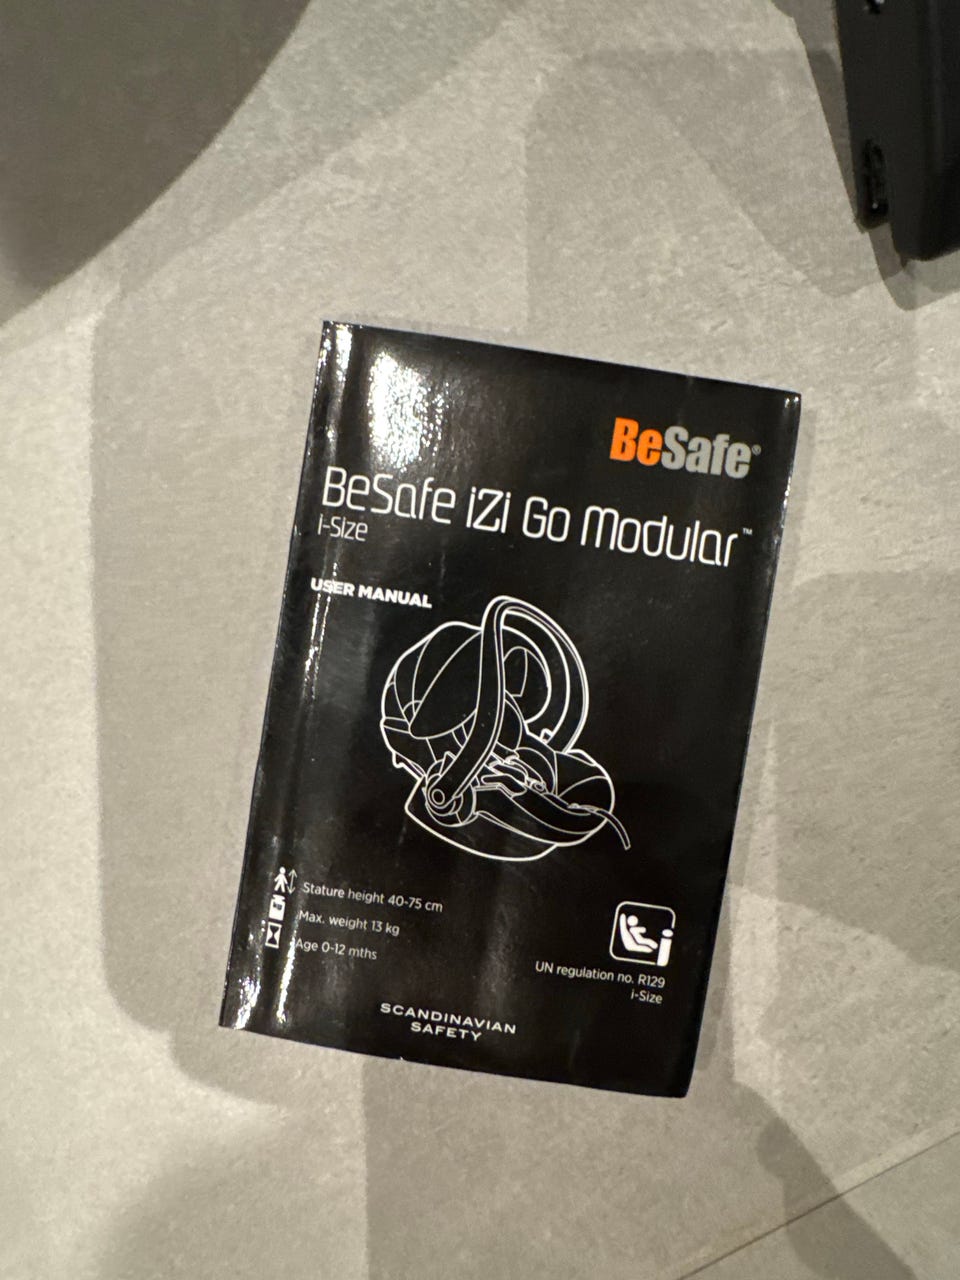 BeSafe®
BeSafe iZi Go Modular™
i-Size
USER MANUAL
Stature height 40-75 cm
kg
Max. weight 13 kg
Age 0-12 mths
i
UN regulation no. R129
i-Size
SCANDINAVIAN
SAFETY